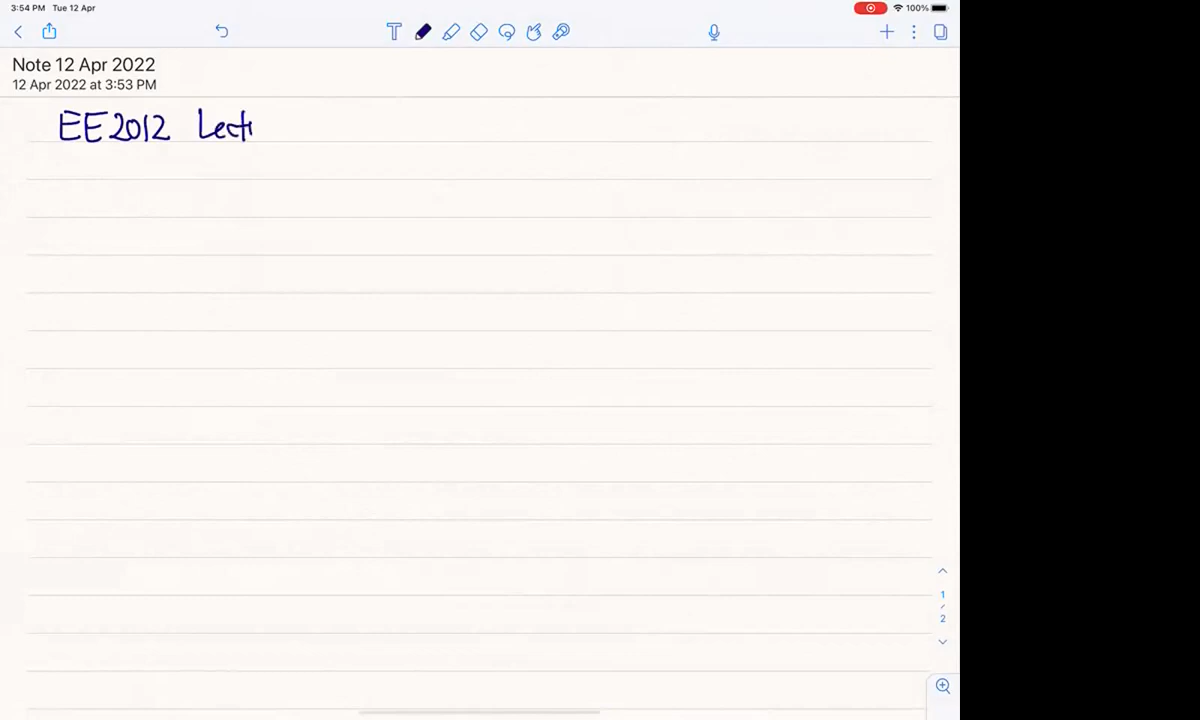 3:54 PM Tue 12 Apr
100%
Note 12 Apr 2022
12 Apr 2022 at 3:53 PM
EE2012 Lect
1
/
2